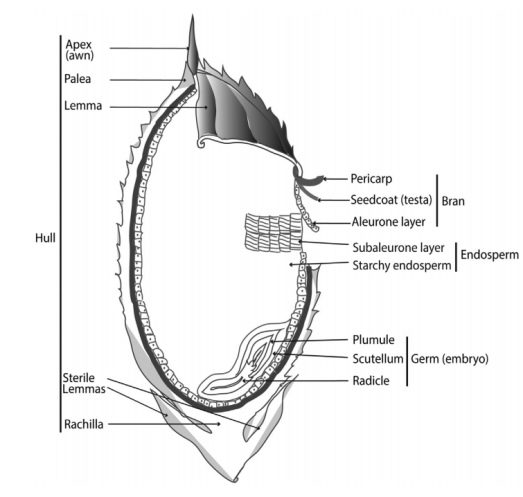 Apex
(awn)
Palea
Lemma
Hull
Sterile
Lemmas
Rachilla
Pericarp
Seedcoat (testa)
Aleurone layer
Bran
Subaleurone layer
Starchy endosperm
Endosperm
Plumule
Scutellum
Radicle
Germ (embryo)